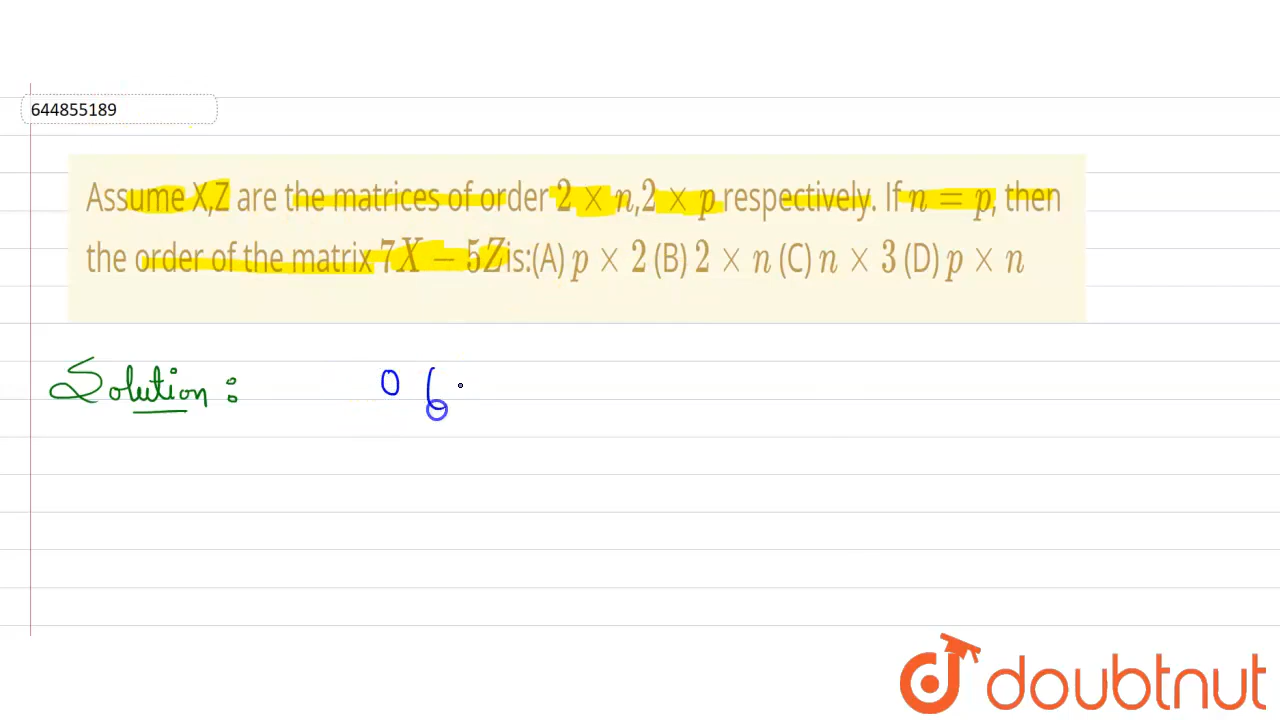 644855189
Assume X,Z are the matrices of order 2 × n,2 × p respectively. If n = p, then
the order of the matrix 7X − 5Z is:(A) p × 2 (B) 2 × n (C) n × 3 (D) p × n
Solution :
O (
doubtnut